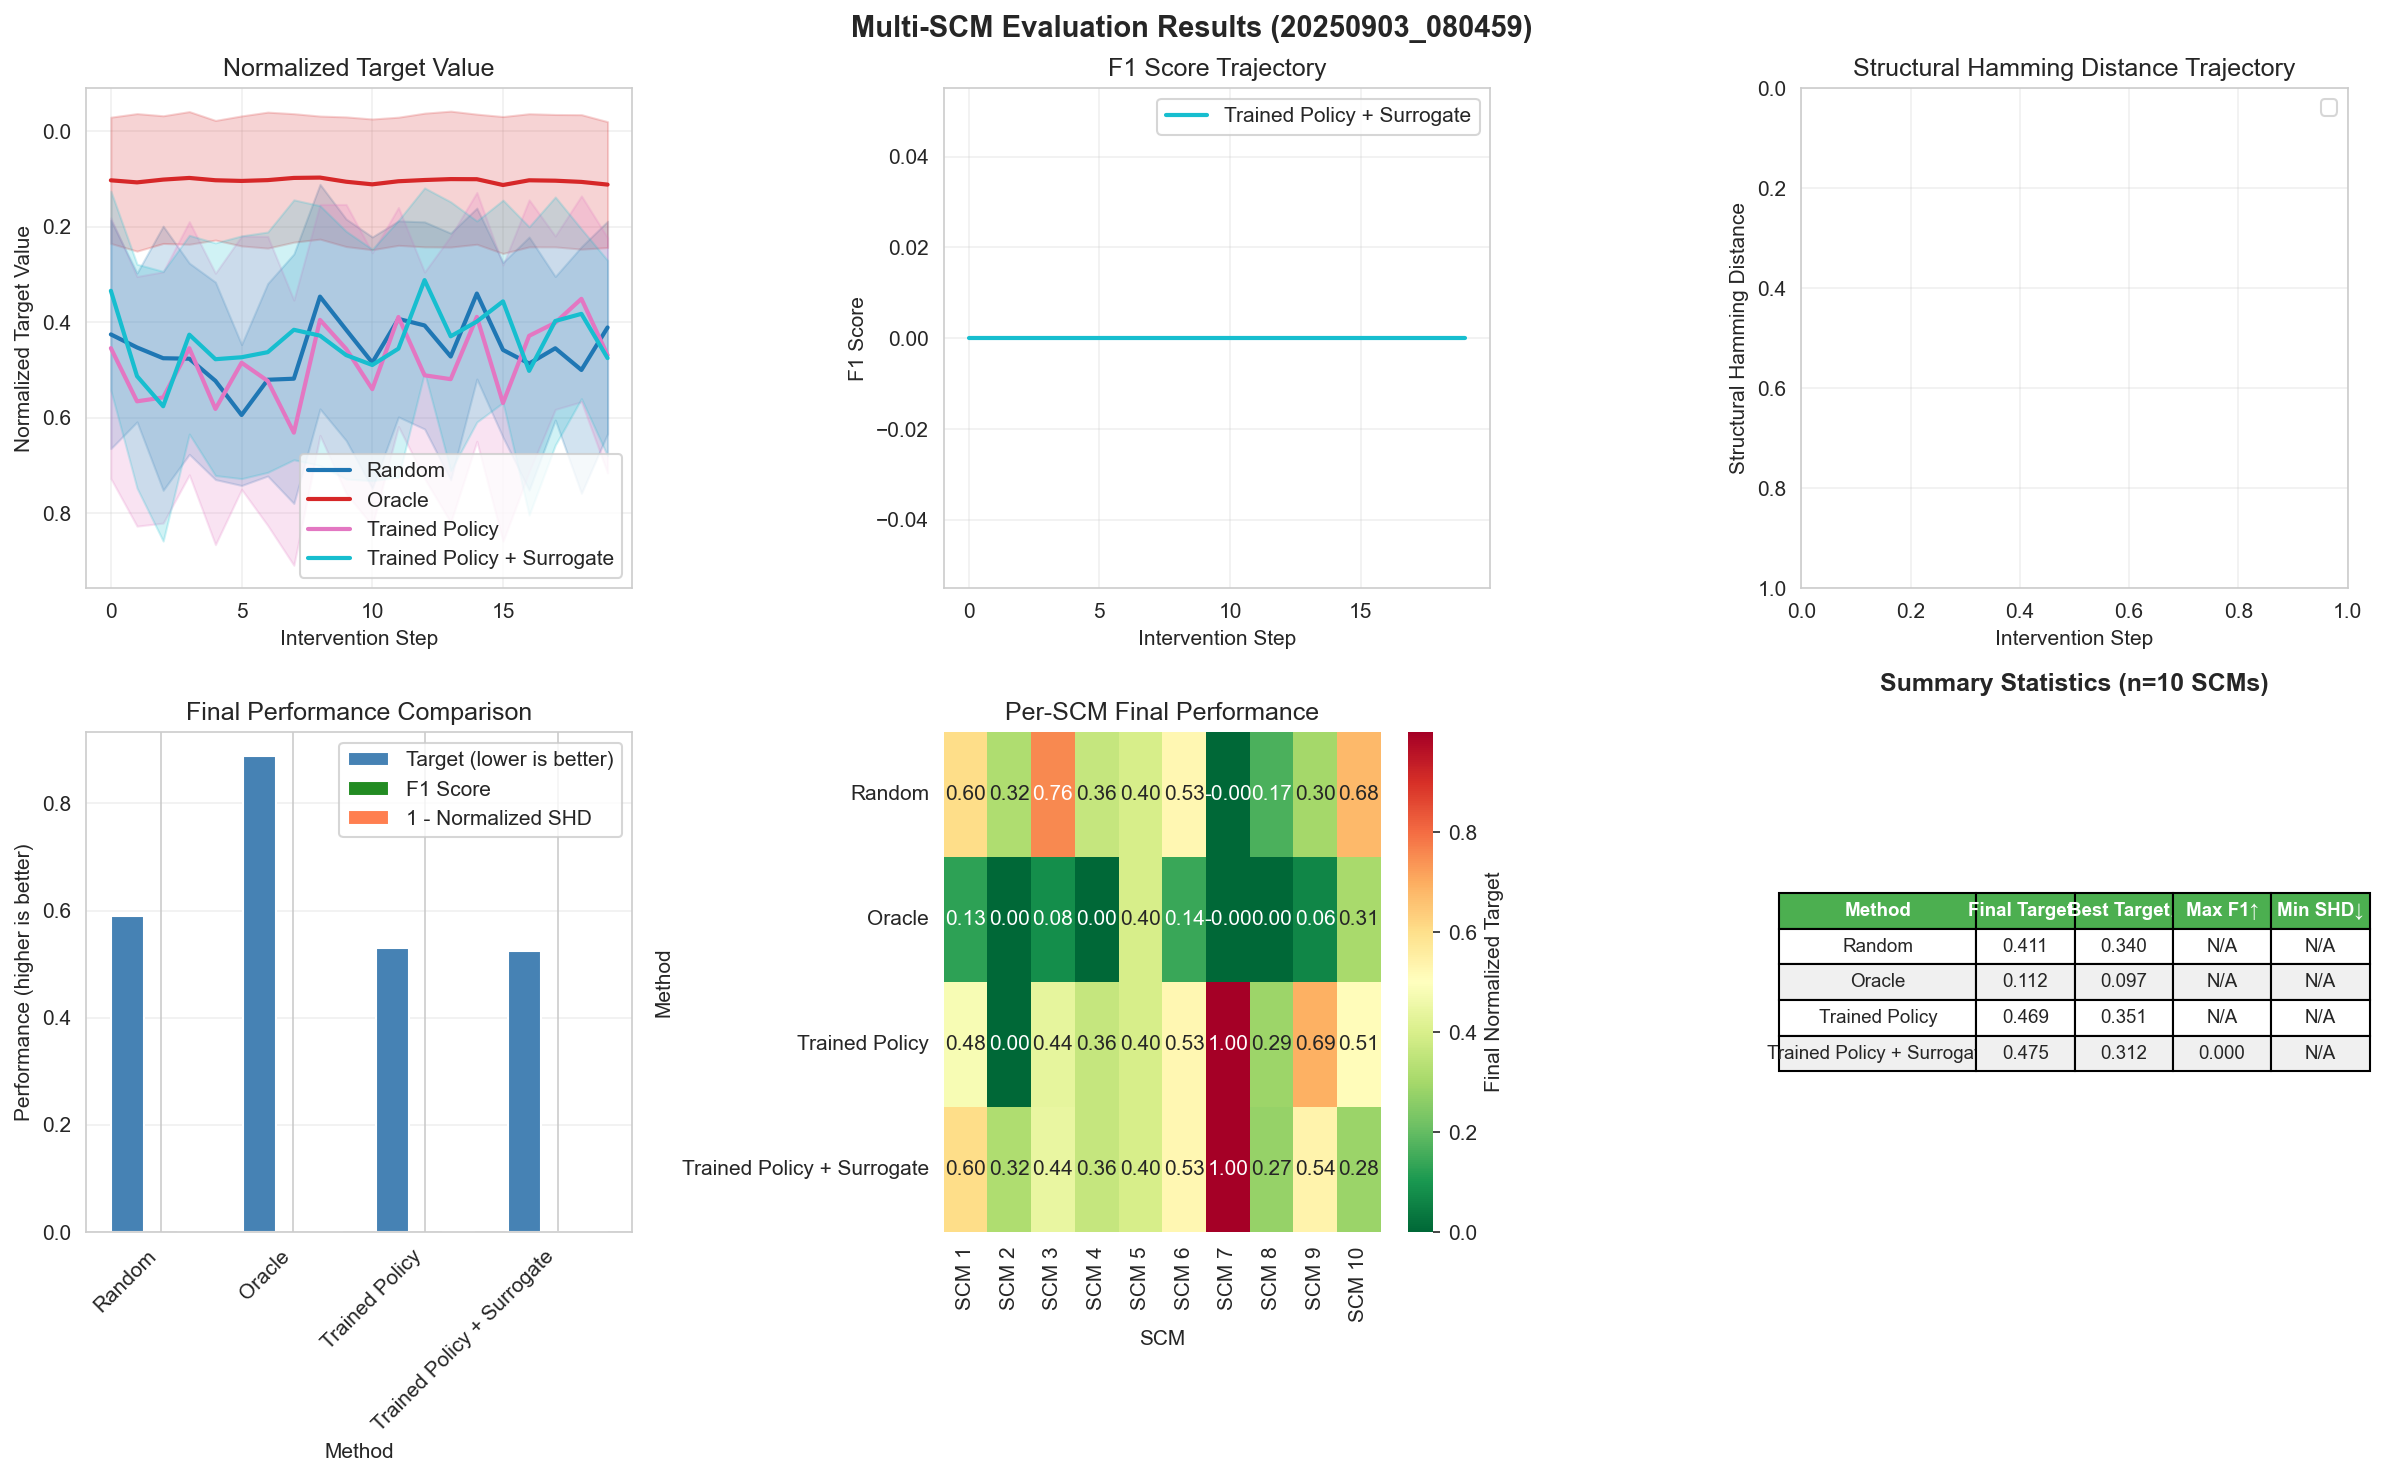 Multi-SCM Evaluation Results (20250903_080459)
Normalized Target Value
Normalized Target Value
0.0
0.2
0.4
0.6
0.8
Random
Oracle
Trained Policy
Trained Policy + Surrogate
0
5
10
15
Intervention Step
F1 Score Trajectory
F1 Score
0.04
0.02
0.00
−0.02
−0.04
Trained Policy + Surrogate
0
5
10
15
Intervention Step
Structural Hamming Distance Trajectory
Structural Hamming Distance
0.0
0.2
0.4
0.6
0.8
1.0
0.0
0.2
0.4
0.6
0.8
1.0
Intervention Step
Final Performance Comparison
Performance (higher is better)
0.8
0.6
0.4
0.2
0.0
Target (lower is better)
F1 Score
1 - Normalized SHD
Random
Oracle
Trained Policy
Trained Policy + Surrogate
Method
Per-SCM Final Performance
Method
Random 0.60 0.32 0.76 0.36 0.40 0.53 -0.00 0.17 0.30 0.68
Oracle 0.13 0.00 0.08 0.00 0.40 0.14 -0.00 0.00 0.06 0.31
Trained Policy 0.48 0.00 0.44 0.36 0.40 0.53 1.00 0.29 0.69 0.51
Trained Policy + Surrogate 0.60 0.32 0.44 0.36 0.40 0.53 1.00 0.27 0.54 0.28
SCM 1
SCM 2
SCM 3
SCM 4
SCM 5
SCM 6
SCM 7
SCM 8
SCM 9
SCM 10
SCM
0.8
0.6
0.4
0.2
0.0
Final Normalized Target
Summary Statistics (n=10 SCMs)
Method Final Target Best Target Max F1↑ Min SHD↓
Random 0.411 0.340 N/A N/A
Oracle 0.112 0.097 N/A N/A
Trained Policy 0.469 0.351 N/A N/A
Trained Policy + Surrogat 0.475 0.312 0.000 N/A